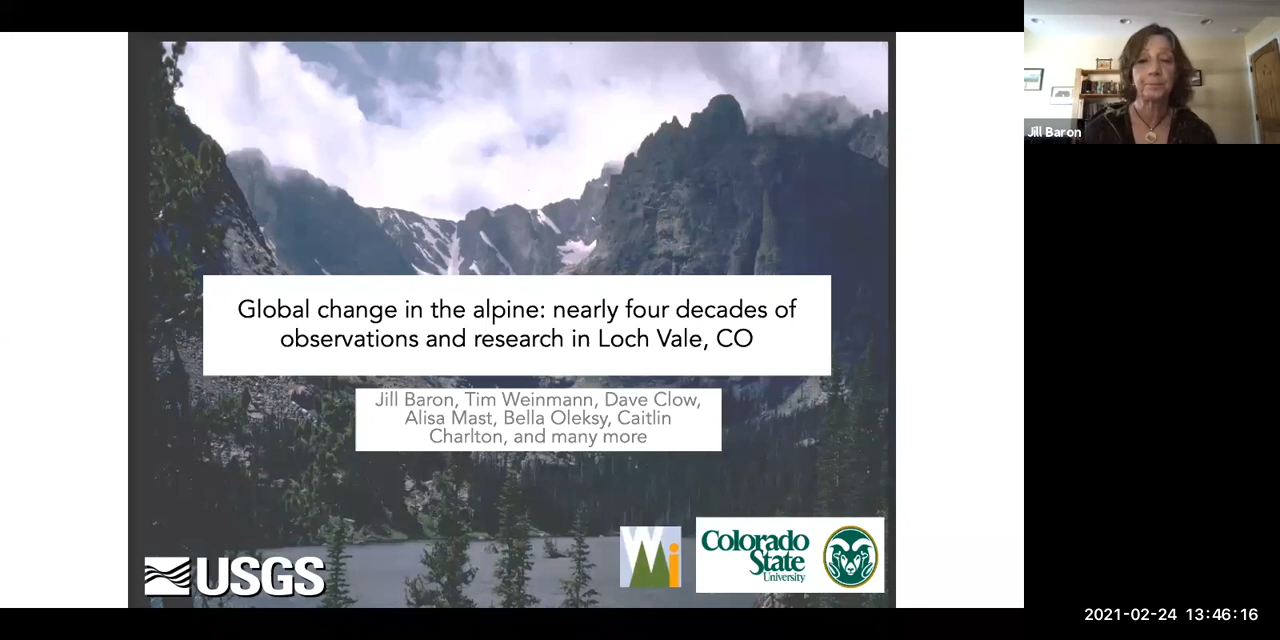 Jill Baron
Global change in the alpine: nearly four decades of
observations and research in Loch Vale, CO
Jill Baron, Tim Weinmann, Dave Clow,
Alisa Mast, Bella Oleksy, Caitlin
Charlton, and many more
USGS
Wi
Colorado
State
University
2021-02-24 13:46:16